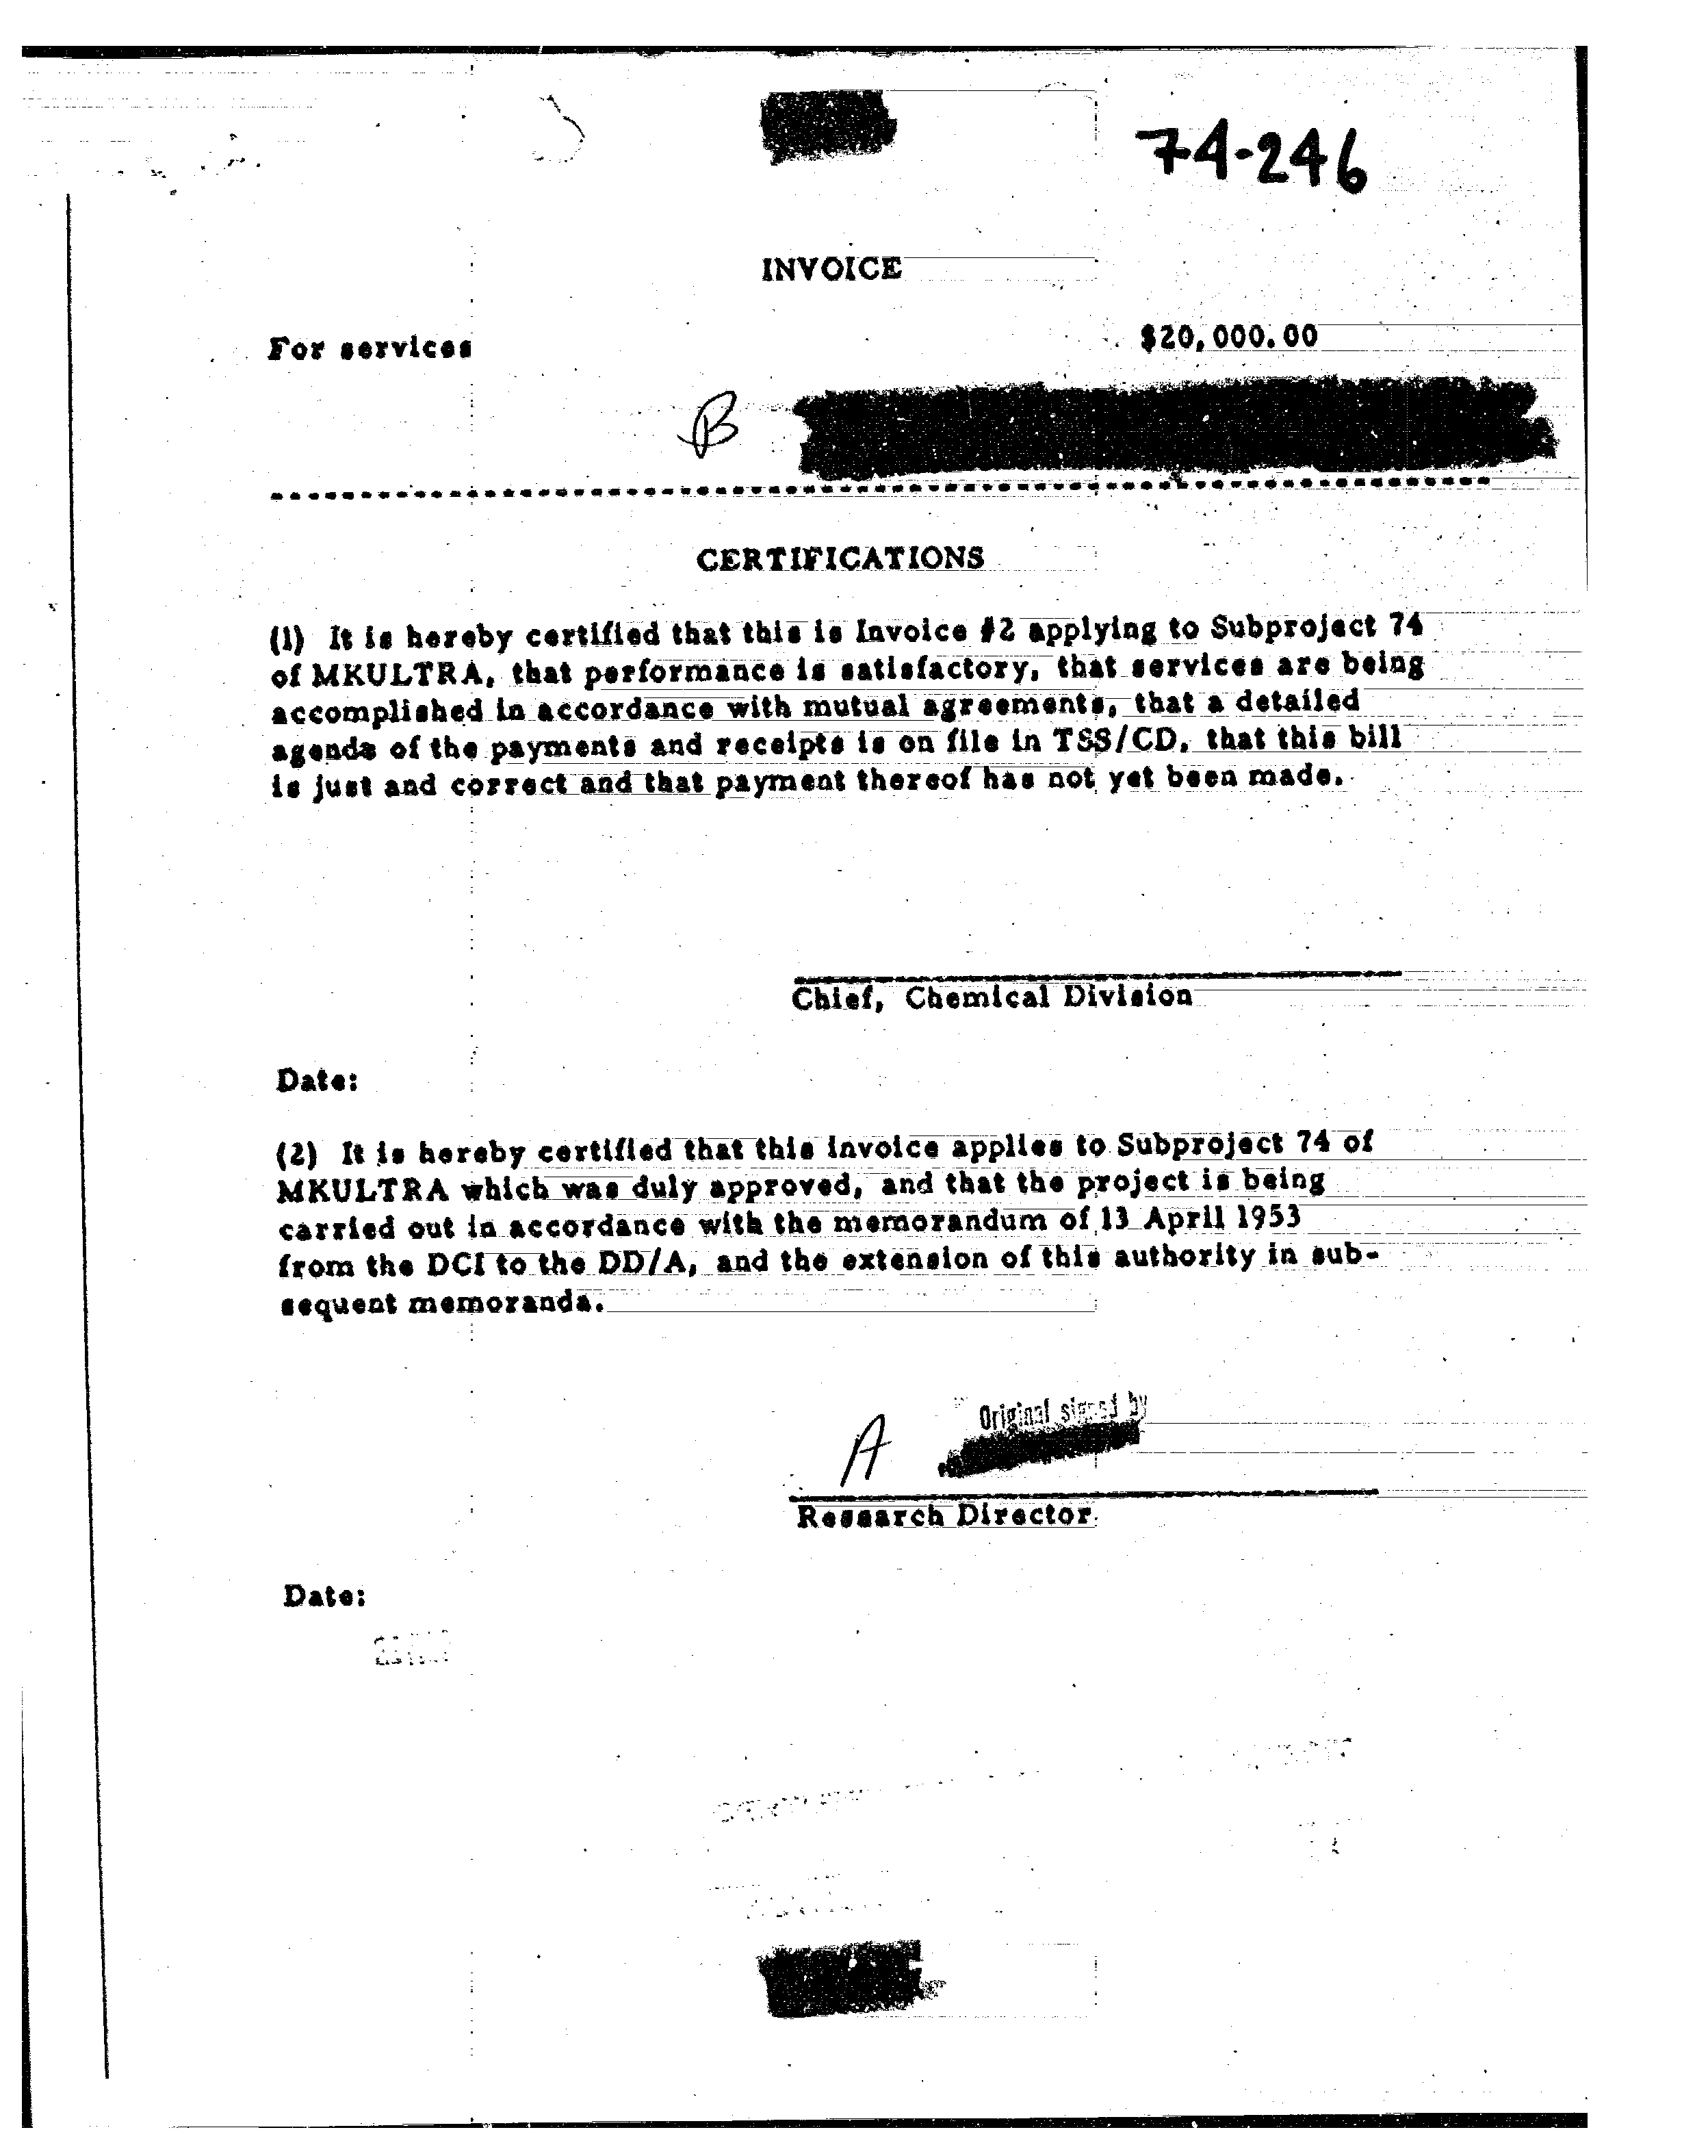 74-246
INVOICE
For services $20,000.00
B
CERTIFICATIONS
(1) It is hereby certified that this is Invoice #2 applying to Subproject 74
of MKULTRA, that performance is satisfactory, that services are being
accomplished in accordance with mutual agreements, that a detailed
agenda of the payments and receipts is on file in TSS/CD, that this bill
is just and correct and that payment thereof has not yet been made.
Chief, Chemical Division
Date:
(2) It is hereby certified that this invoice applies to Subproject 74 of
MKULTRA which was duly approved, and that the project is being
carried out in accordance with the memorandum of 13 April 1953
from the DCI to the DD/A, and the extension of this authority in sub-
sequent memoranda.
Original signed by
A
Research Director
Date: